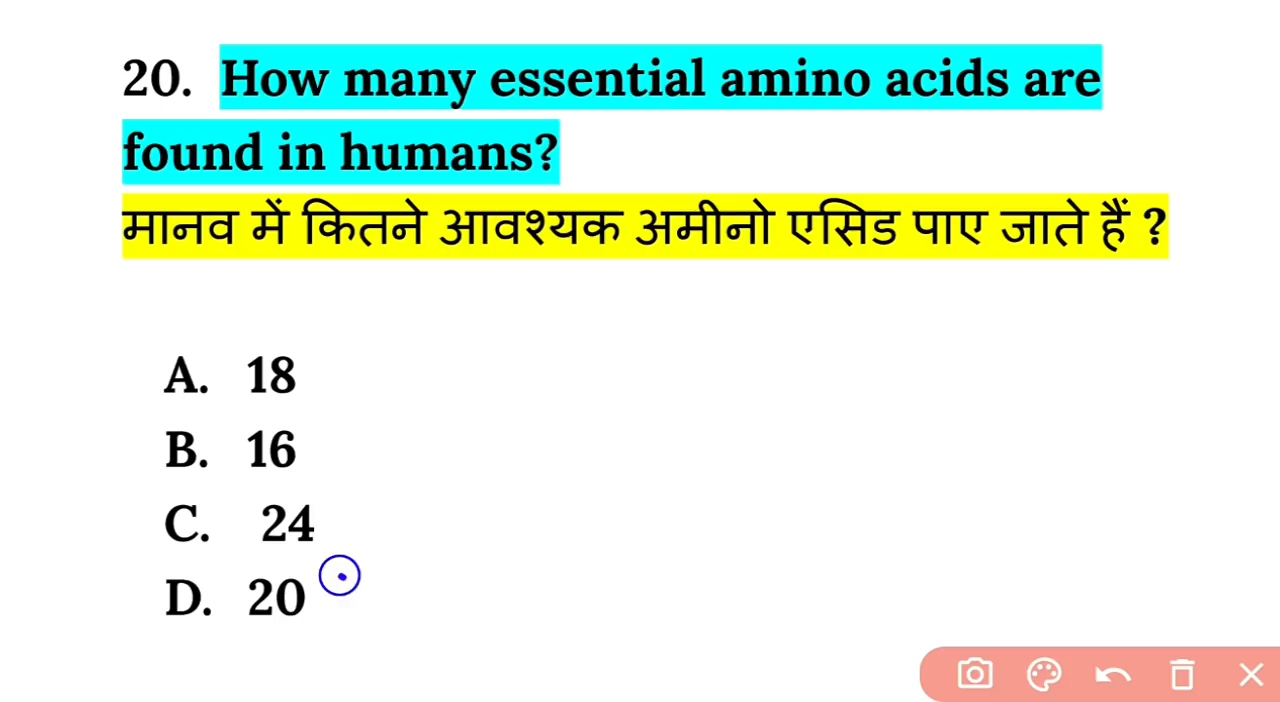 20. How many essential amino acids are
found in humans?
मानव में कितने आवश्यक अमीनो एसिड पाए जाते हैं ?
A. 18
B. 16
C. 24
D. 20